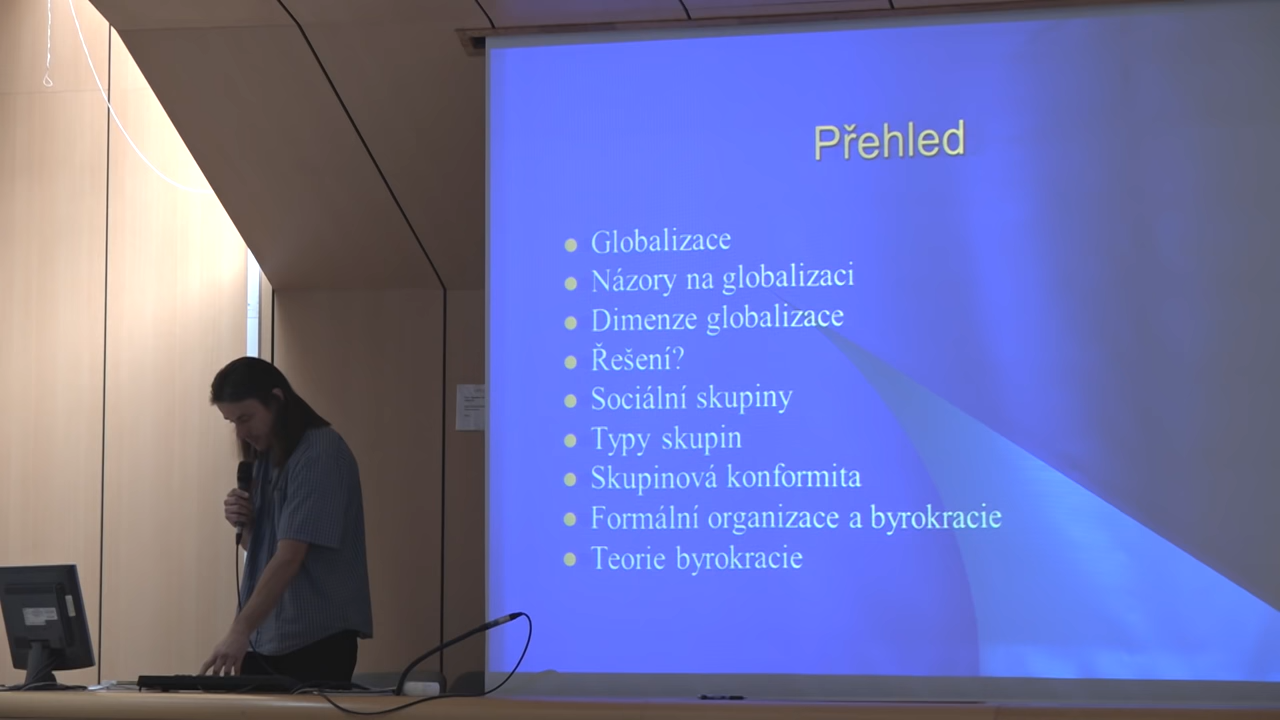 Přehled
Globalizace
Názory na globalizaci
Dimenze globalizace
Řešení?
Sociální skupiny
Typy skupin
Skupinová konformita
Formální organizace a byrokracie
Teorie byrokracie